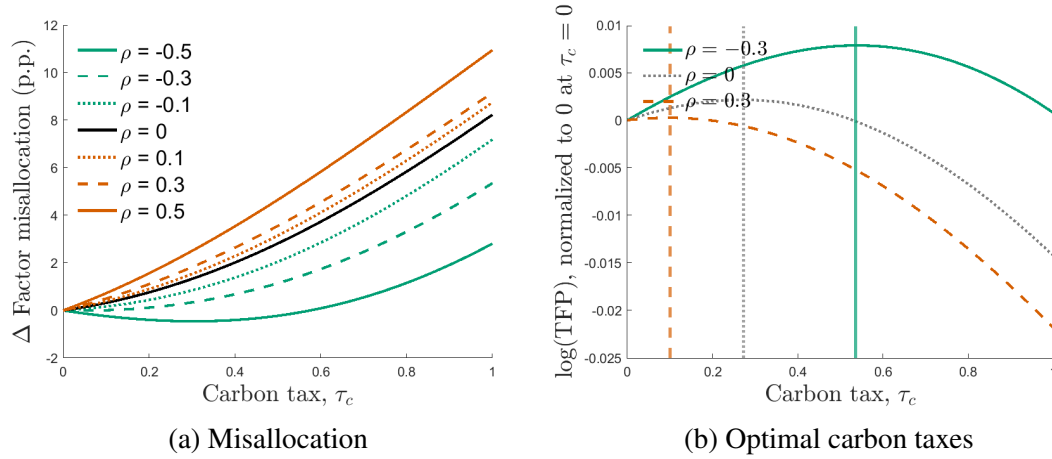 Δ Factor misallocation (p.p.)
12
10
8
6
4
2
0
-2
ρ = -0.5
ρ = -0.3
ρ = -0.1
ρ = 0
ρ = 0.1
ρ = 0.3
ρ = 0.5
0 0.2 0.4 0.6 0.8 1
Carbon tax, τc
(a) Misallocation
log(TFP), normalized to 0 at τc = 0
0.01
0.005
0
-0.005
-0.01
-0.015
-0.02
-0.025
ρ = −0.3
ρ = 0
ρ = 0.3
0 0.2 0.4 0.6 0.8 1
Carbon tax, τc
(b) Optimal carbon taxes